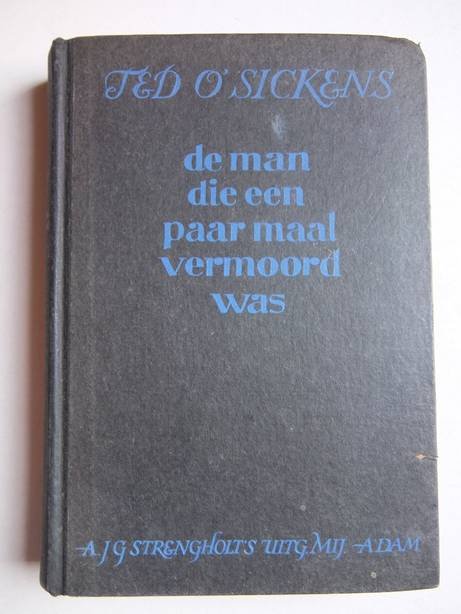 TED O'SICKENS
de man
die een
paar maal
vermoord
was
A.J.G STRENGHOLT'S UITG. MIJ. A'DAM